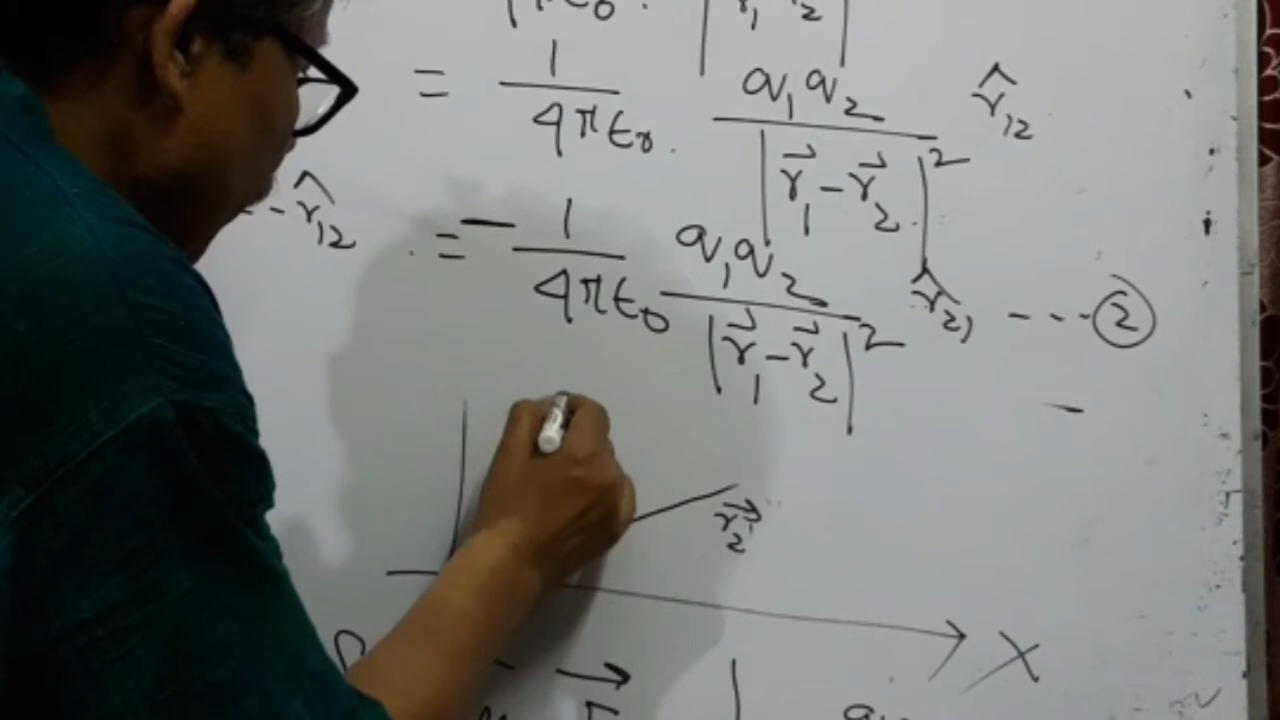 = 1/4πε₀ . q₁q₂/|r⃗₁ - r⃗₂|² r̂₁₂
- r̂₁₂ = - 1/4πε₀ q₁q₂/|r⃗₁ - r⃗₂|² r̂₂₁ --- ②
r⃗₂
X